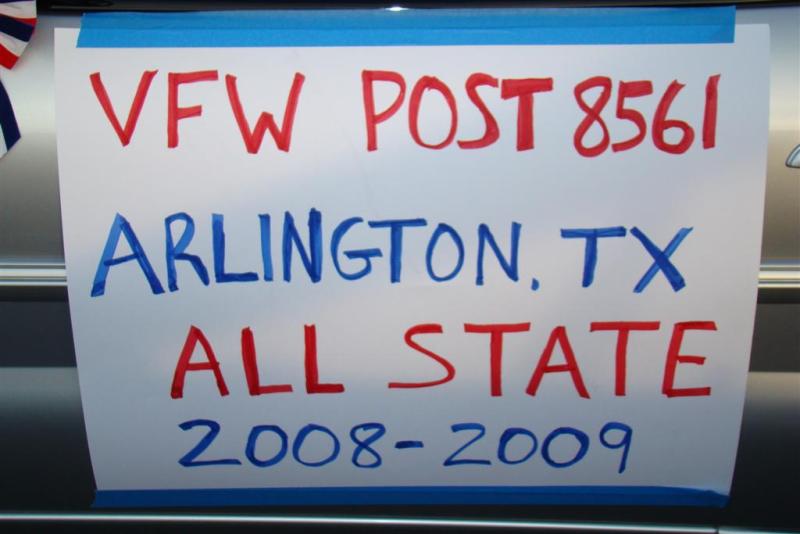 VFW POST 8561
ARLINGTON, TX
ALL STATE
2008-2009